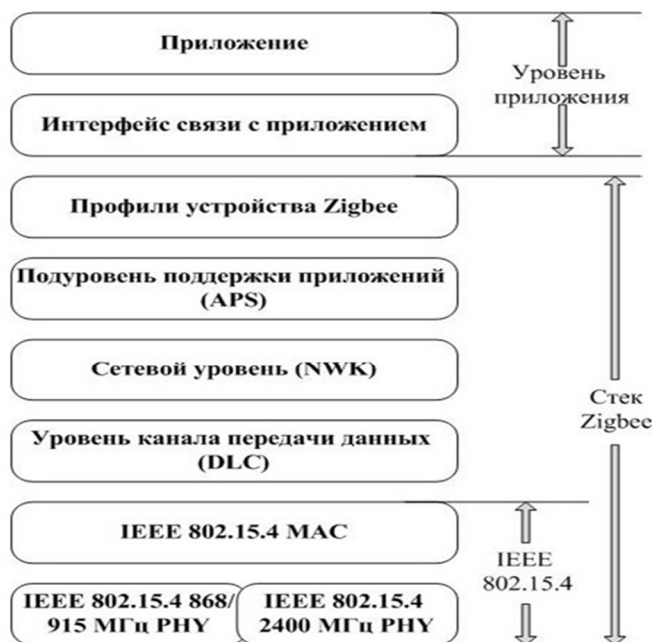 Приложение
Уровень
приложения
Интерфейс связи с приложением
Профили устройства Zigbee
Подуровень поддержки приложений
(APS)
Сетевой уровень (NWK)
Стек
Zigbee
Уровень канала передачи данных
(DLC)
IEEE 802.15.4 MAC
IEEE
802.15.4
IEEE 802.15.4 868/
915 МГц PHY
IEEE 802.15.4
2400 МГц PHY